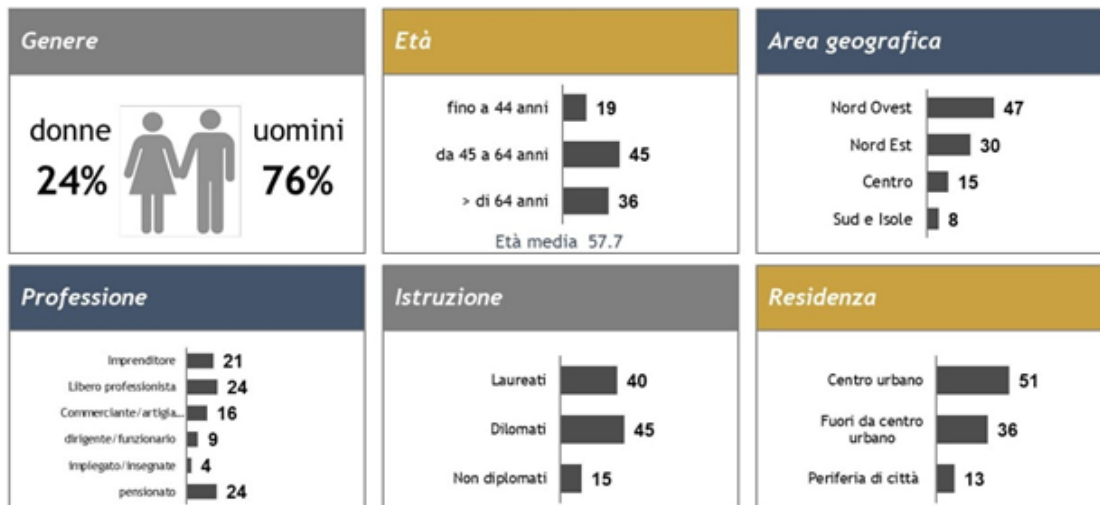 Genere
donne
24%
uomini
76%
Età
fino a 44 anni 19
da 45 a 64 anni 45
> di 64 anni 36
Età media 57.7
Area geografica
Nord Ovest 47
Nord Est 30
Centro 15
Sud e Isole 8
Professione
Imprenditore 21
Libero professionista 24
Commerciante/artigia... 16
dirigente/funzionario 9
implegato/insegnate 4
pensionato 24
Istruzione
Laureati 40
Dilomati 45
Non diplomati 15
Residenza
Centro urbano 51
Fuori da centro
urbano 36
Periferia di città 13